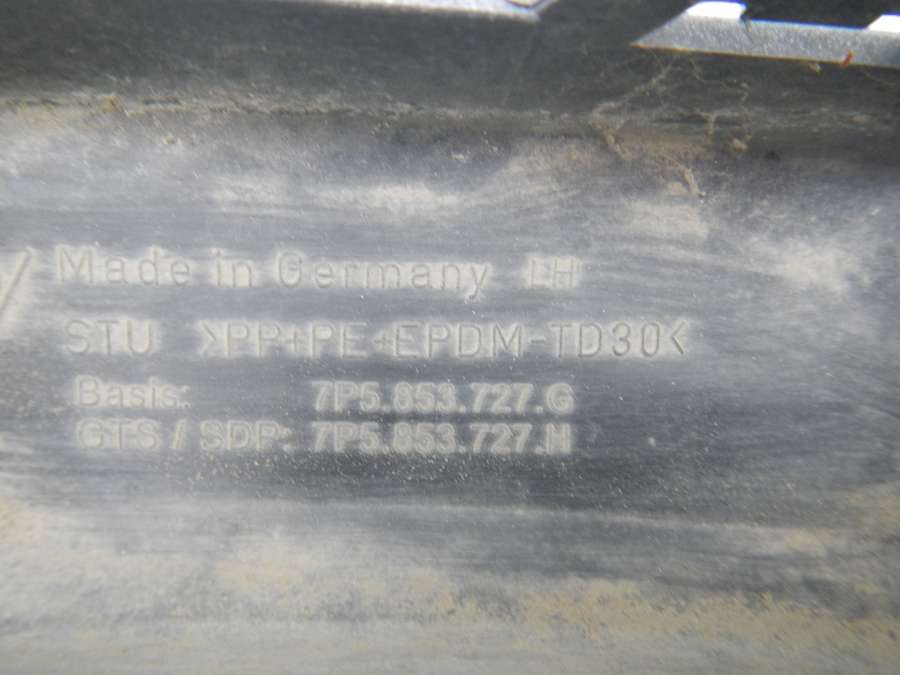 Made in Germany LH
STU >PP+PE+EPDM-TD30<
Basis: 7P5.853.727.G
GTS / SDP: 7P5.853.727.H